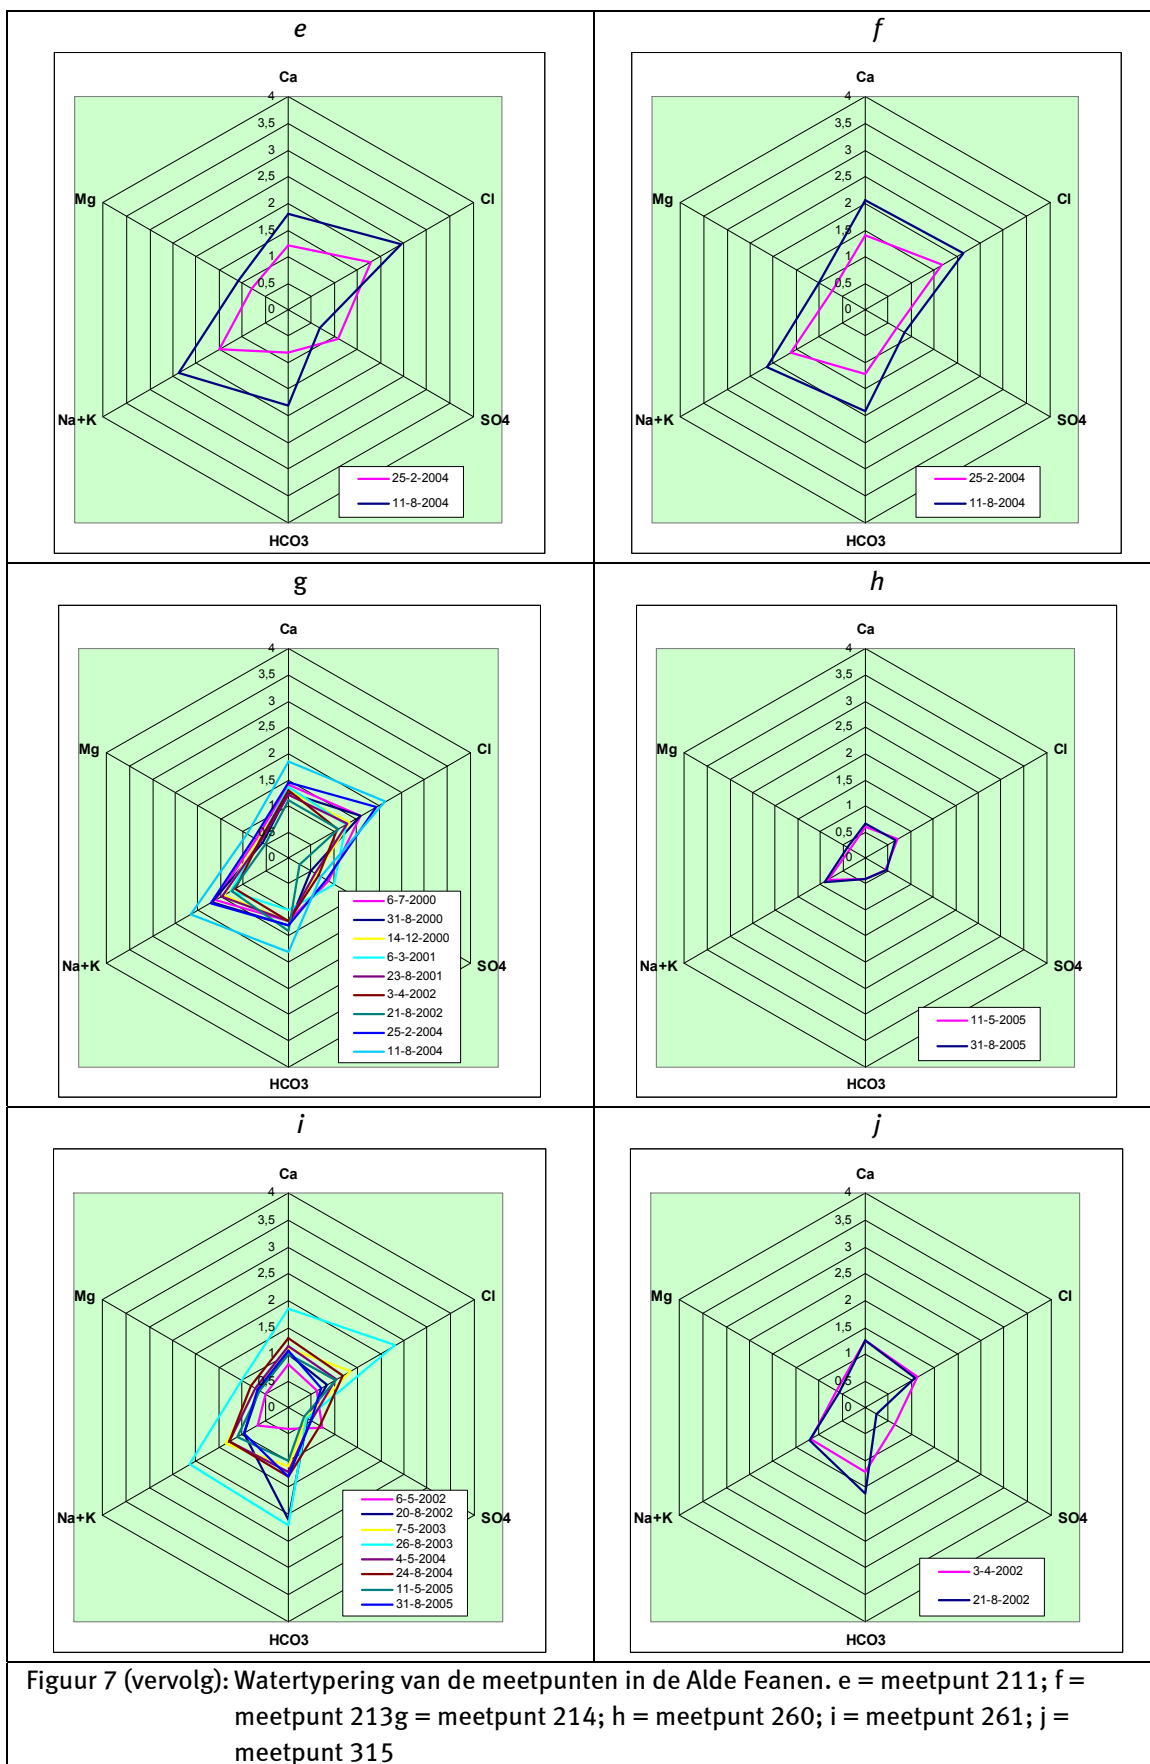 e
Ca
4
3,5
3
2,5
2
1,5
1
0,5
0
Mg
Cl
Na+K
SO4
HCO3
25-2-2004
11-8-2004
f
Ca
4
3,5
3
2,5
2
1,5
1
0,5
0
Mg
Cl
Na+K
SO4
HCO3
25-2-2004
11-8-2004
g
Ca
4
3,5
3
2,5
2
1,5
1
0,5
0
Mg
Cl
Na+K
SO4
HCO3
6-7-2000
31-8-2000
14-12-2000
6-3-2001
23-8-2001
3-4-2002
21-8-2002
25-2-2004
11-8-2004
h
Ca
4
3,5
3
2,5
2
1,5
1
0,5
0
Mg
Cl
Na+K
SO4
HCO3
11-5-2005
31-8-2005
i
Ca
4
3,5
3
2,5
2
1,5
1
0,5
0
Mg
Cl
Na+K
SO4
HCO3
6-5-2002
20-8-2002
7-5-2003
26-8-2003
4-5-2004
24-8-2004
11-5-2005
31-8-2005
j
Ca
4
3,5
3
2,5
2
1,5
1
0,5
0
Mg
Cl
Na+K
SO4
HCO3
3-4-2002
21-8-2002
Figuur 7 (vervolg): Watertypering van de meetpunten in de Alde Feanen. e = meetpunt 211; f =
meetpunt 213g = meetpunt 214; h = meetpunt 260; i = meetpunt 261; j =
meetpunt 315